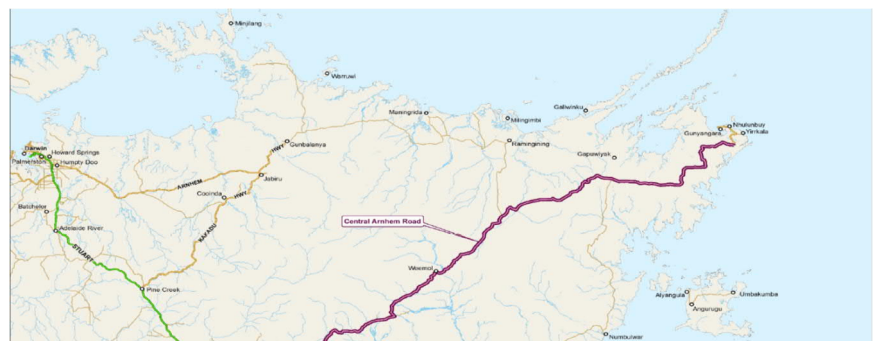 Minjilang
Warruwi
Maningrida
Milingimbi
Galiwinku
Nhulunbuy
Gunyangara
Yirrkala
Ramingining
Gapuwiyak
Darwin
Howard Springs
Palmerston
Humpty Doo
HWY
Gunbalanya
ARNHEM
Jabiru
Cooinda
HWY
Batchelor
KAKADU
Adelaide River
STUART
Central Arnhem Road
Weemol
Pine Creek
Alyangula
Umbakumba
Angurugu
Numbulwar